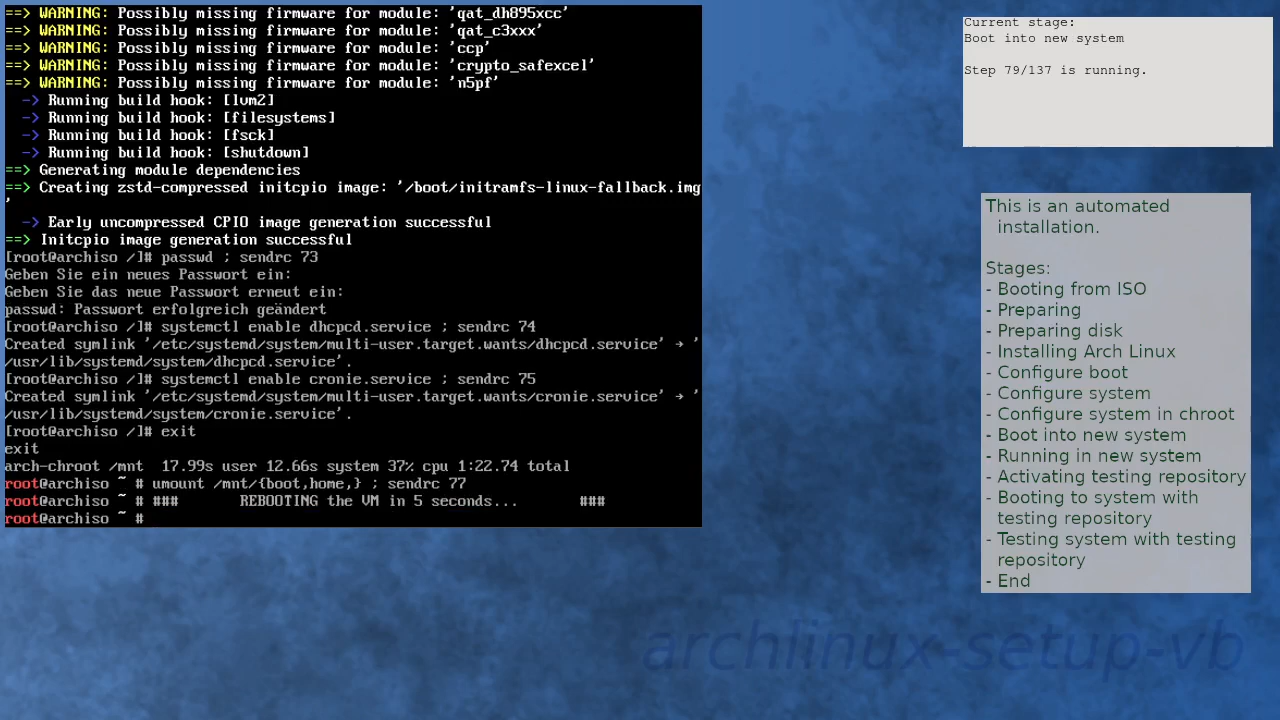 ==> WARNING: Possibly missing firmware for module: 'qat_dh895xcc'
==> WARNING: Possibly missing firmware for module: 'qat_c3xxx'
==> WARNING: Possibly missing firmware for module: 'ccp'
==> WARNING: Possibly missing firmware for module: 'crypto_safexcel'
==> WARNING: Possibly missing firmware for module: 'n5pf'
  -> Running build hook: [lvm2]
  -> Running build hook: [filesystems]
  -> Running build hook: [fsck]
  -> Running build hook: [shutdown]
==> Generating module dependencies
==> Creating zstd-compressed initcpio image: '/boot/initramfs-linux-fallback.img
'
  -> Early uncompressed CPIO image generation successful
==> Initcpio image generation successful
[root@archiso /]# passwd ; sendrc 73
Geben Sie ein neues Passwort ein:
Geben Sie das neue Passwort erneut ein:
passwd: Passwort erfolgreich geändert
[root@archiso /]# systemctl enable dhcpcd.service ; sendrc 74
Created symlink '/etc/systemd/system/multi-user.target.wants/dhcpcd.service' → '
/usr/lib/systemd/system/dhcpcd.service'.
[root@archiso /]# systemctl enable cronie.service ; sendrc 75
Created symlink '/etc/systemd/system/multi-user.target.wants/cronie.service' → '
/usr/lib/systemd/system/cronie.service'.
[root@archiso /]# exit
exit
arch-chroot /mnt  17.99s user 12.66s system 37% cpu 1:22.74 total
root@archiso ~ # umount /mnt/{boot,home,} ; sendrc 77
root@archiso ~ # ###       REBOOTING the VM in 5 seconds...       ###
root@archiso ~ #
Current stage:
Boot into new system
Step 79/137 is running.
This is an automated
installation.
Stages:
- Booting from ISO
- Preparing
- Preparing disk
- Installing Arch Linux
- Configure boot
- Configure system
- Configure system in chroot
- Boot into new system
- Running in new system
- Activating testing repository
- Booting to system with
testing repository
- Testing system with testing
repository
- End
archlinux-setup-vb